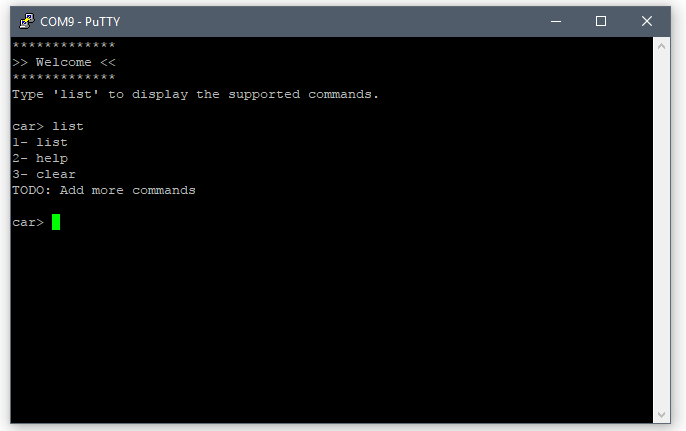 COM9 - PuTTY
*************
>> Welcome <<
*************
Type 'list' to display the supported commands.
car> list
1- list
2- help
3- clear
TODO: Add more commands
car>